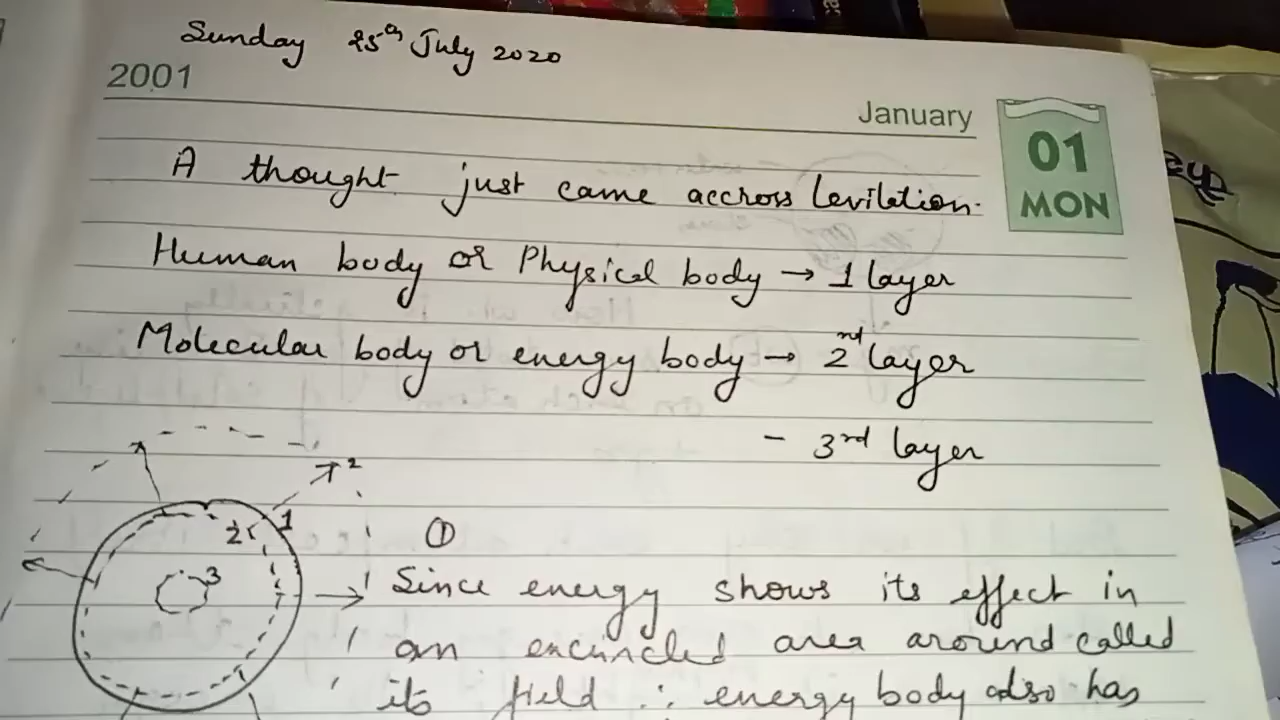 Sunday 25th July 2020
2001
January
01
MON
A thought just came accross Levilation.
Human body or Physical body → 1 layer
Molecular body or energy body → 2nd layer
- 3rd layer
2
2 1
3
①
Since energy shows its effect in
an encircled area around called
its field ∴ energy body also has